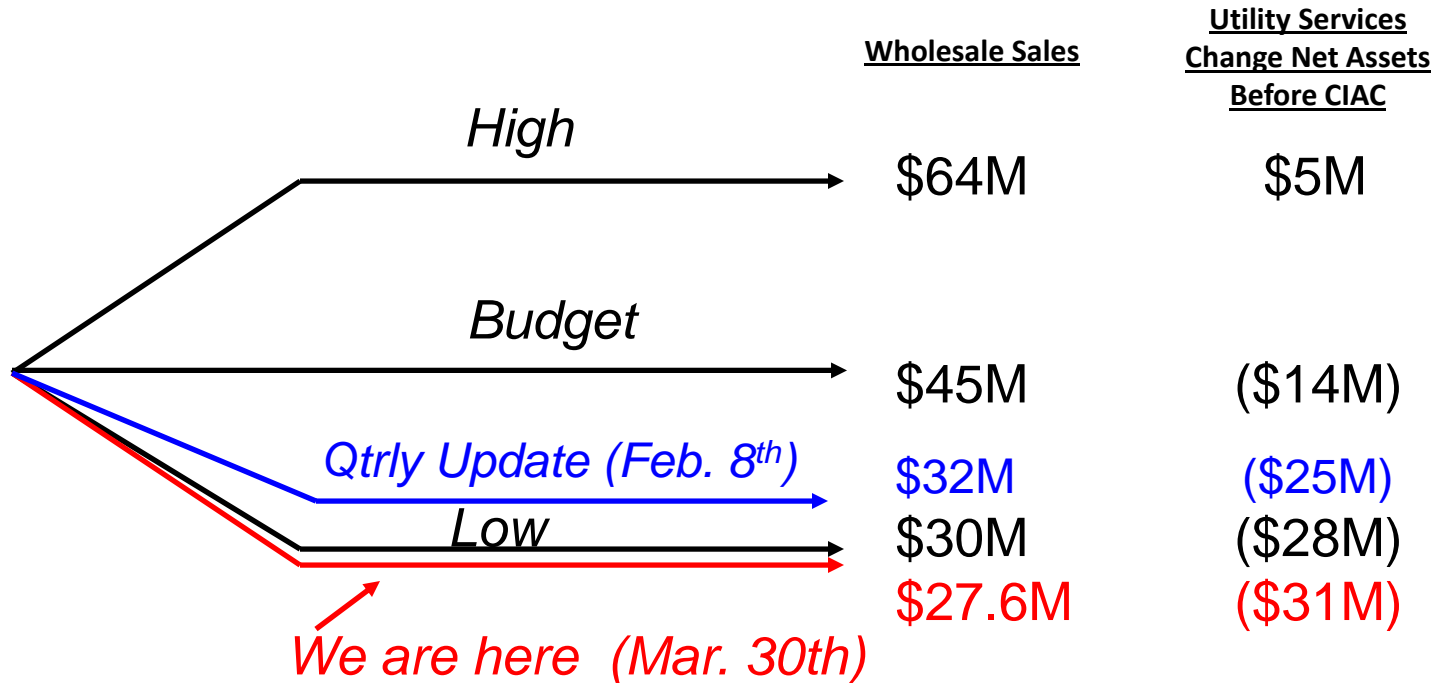 Wholesale Sales
Utility Services
Change Net Assets
Before CIAC
High
$64M
$5M
Budget
$45M
($14M)
Qtrly Update (Feb. 8th)
$32M
($25M)
Low
$30M
($28M)
$27.6M
($31M)
We are here (Mar. 30th)